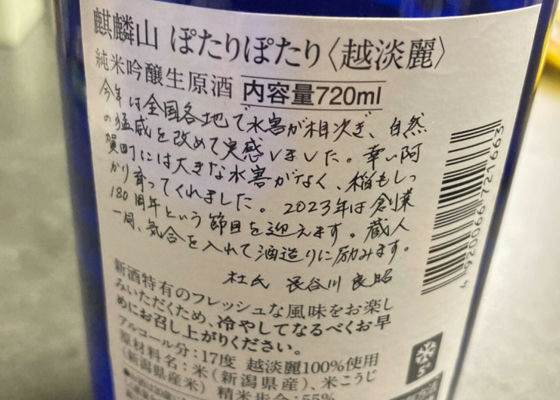 麒麟山 ぽたりぽたり〈越淡麗〉
純米吟醸生原酒 内容量720ml
今年は全国各地で水害が相次ぎ、自然
の猛威を改めて実感しました。幸い阿
賀町には大きな水害がなく、稲もしっ
かり育ってくれました。2023年は創業
180周年という節目を迎えます。蔵人
一同、気合を入れて酒造りに励みます。
杜氏 長谷川良昭
新酒特有のフレッシュな風味をお楽し
みいただくため、冷やしてなるべくお早
めにお召し上がりください。
アルコール分：17度 越淡麗100%使用
原材料名：米（新潟県産）、米こうじ
（新潟県産米） 精米歩合：55%
4920066721663